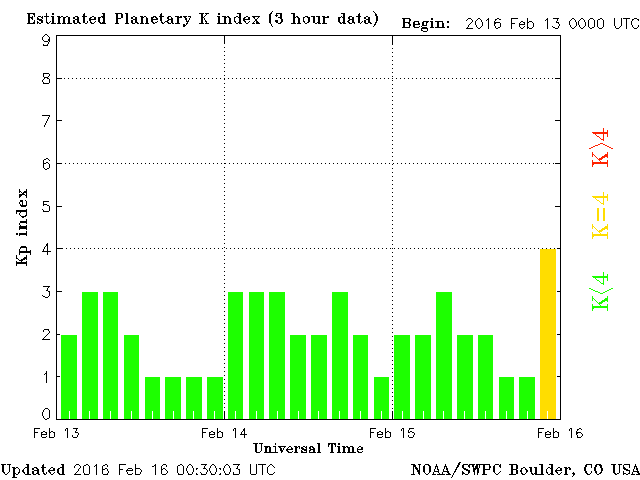 Estimated Planetary K index (3 hour data) Begin: 2016 Feb 13 0000 UTC
9
8
7
6
5
4
3
2
1
0
Kp index
K>4
K=4
K<4
Feb 13 Feb 14 Feb 15 Feb 16
Universal Time
Updated 2016 Feb 16 00:30:03 UTC NOAA/SWPC Boulder, CO USA